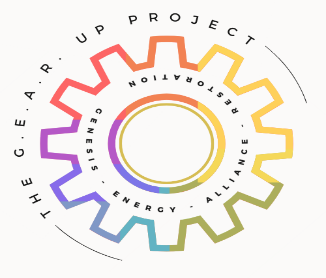 THE G.E.A.R. UP PROJECT
GENESIS - ENERGY - ALLIANCE - RESTORATION